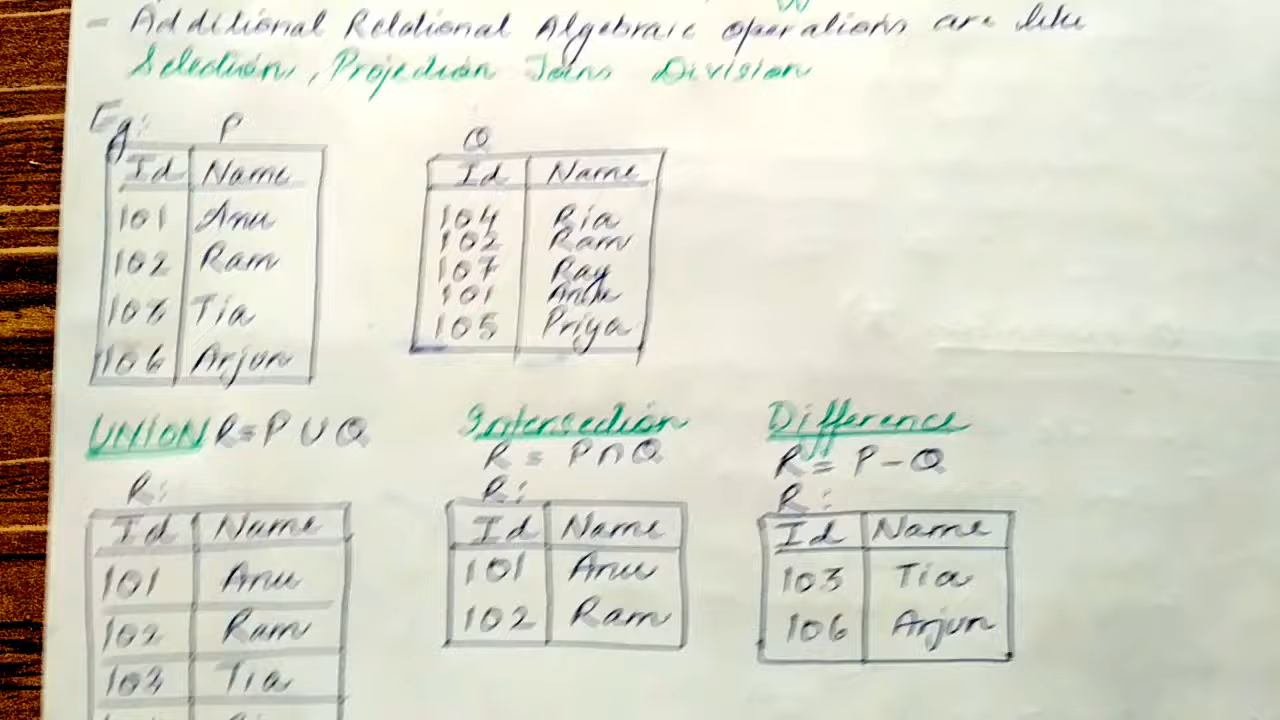 - Additional Relational Algebraic operations are like
Selection, Projection Joins Division
Eg: P
Id Name
101 Anu
102 Ram
103 Tia
106 Arjun
Q
Id Name
104 Ria
102 Ram
107 Ray
101 Anu
105 Priya
UNION R = P ∪ Q
R:
Id Name
101 Anu
102 Ram
103 Tia
Intersection
R = P ∩ Q
R:
Id Name
101 Anu
102 Ram
Difference
R = P - Q
R:
Id Name
103 Tia
106 Arjun